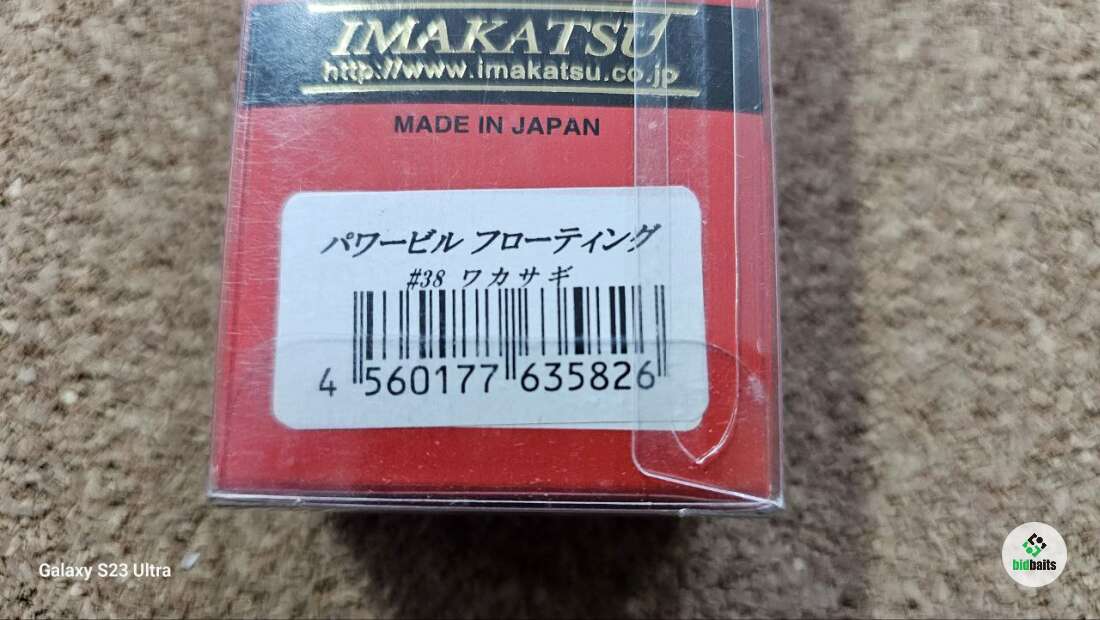 IMAKATSU
http://www.imakatsu.co.jp
MADE IN JAPAN
パワービル フローティング
#38 ワカサギ
4 560177 635826
Galaxy S23 Ultra
bidbaits